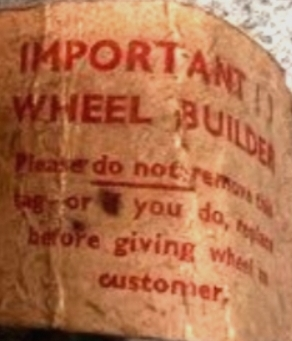 IMPORTANT!!
WHEEL BUILDER
Please do not remove this
tag-or if you do, replace
before giving wheel to
customer.